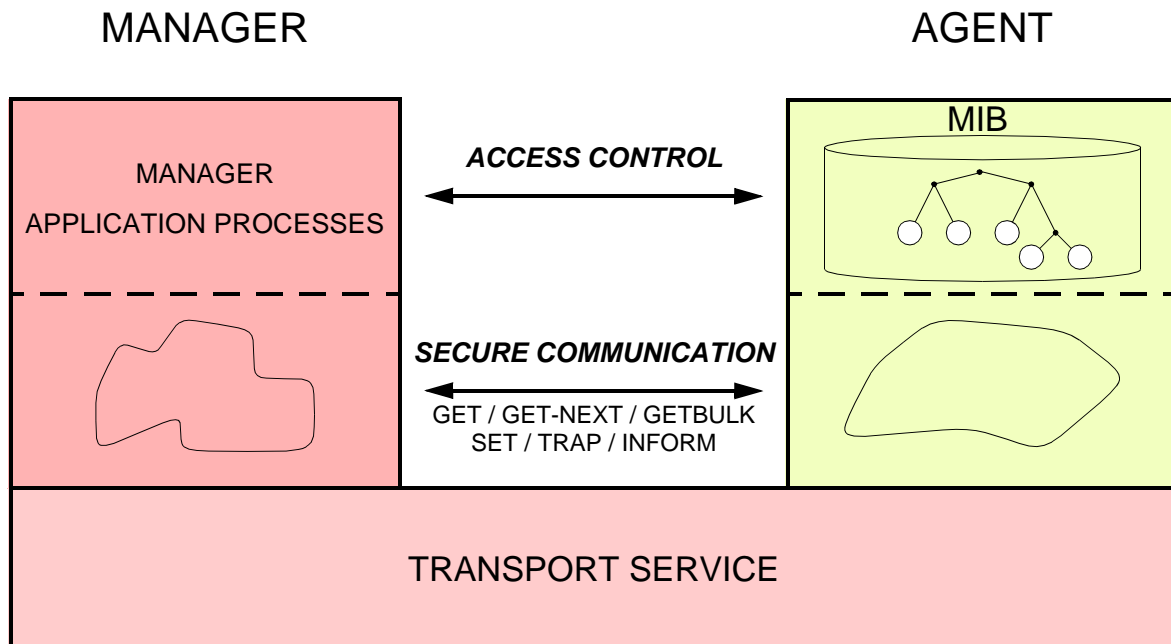 MANAGER
AGENT
MANAGER
APPLICATION PROCESSES
ACCESS CONTROL
MIB
SECURE COMMUNICATION
GET / GET-NEXT / GETBULK
SET / TRAP / INFORM
TRANSPORT SERVICE